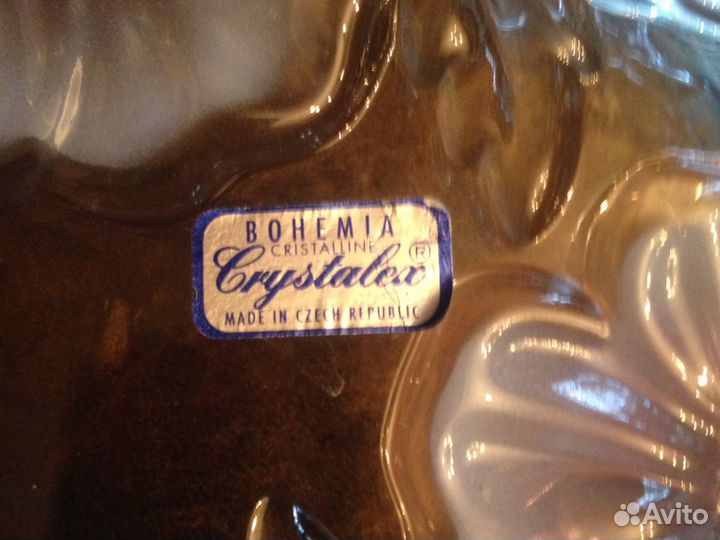 BOHEMIA
CRISTALLINE
Crystalex ®
MADE IN CZECH REPUBLIC
Avito